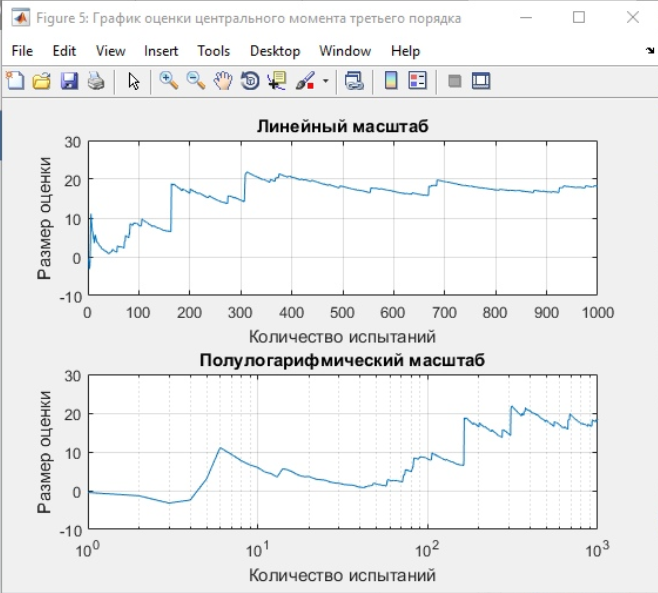 Figure 5: График оценки центрального момента третьего порядка
File Edit View Insert Tools Desktop Window Help
Линейный масштаб
Размер оценки
30
20
10
0
-10
0 100 200 300 400 500 600 700 800 900 1000
Количество испытаний
Полулогарифмический масштаб
Размер оценки
30
20
10
0
-10
10^0 10^1 10^2 10^3
Количество испытаний